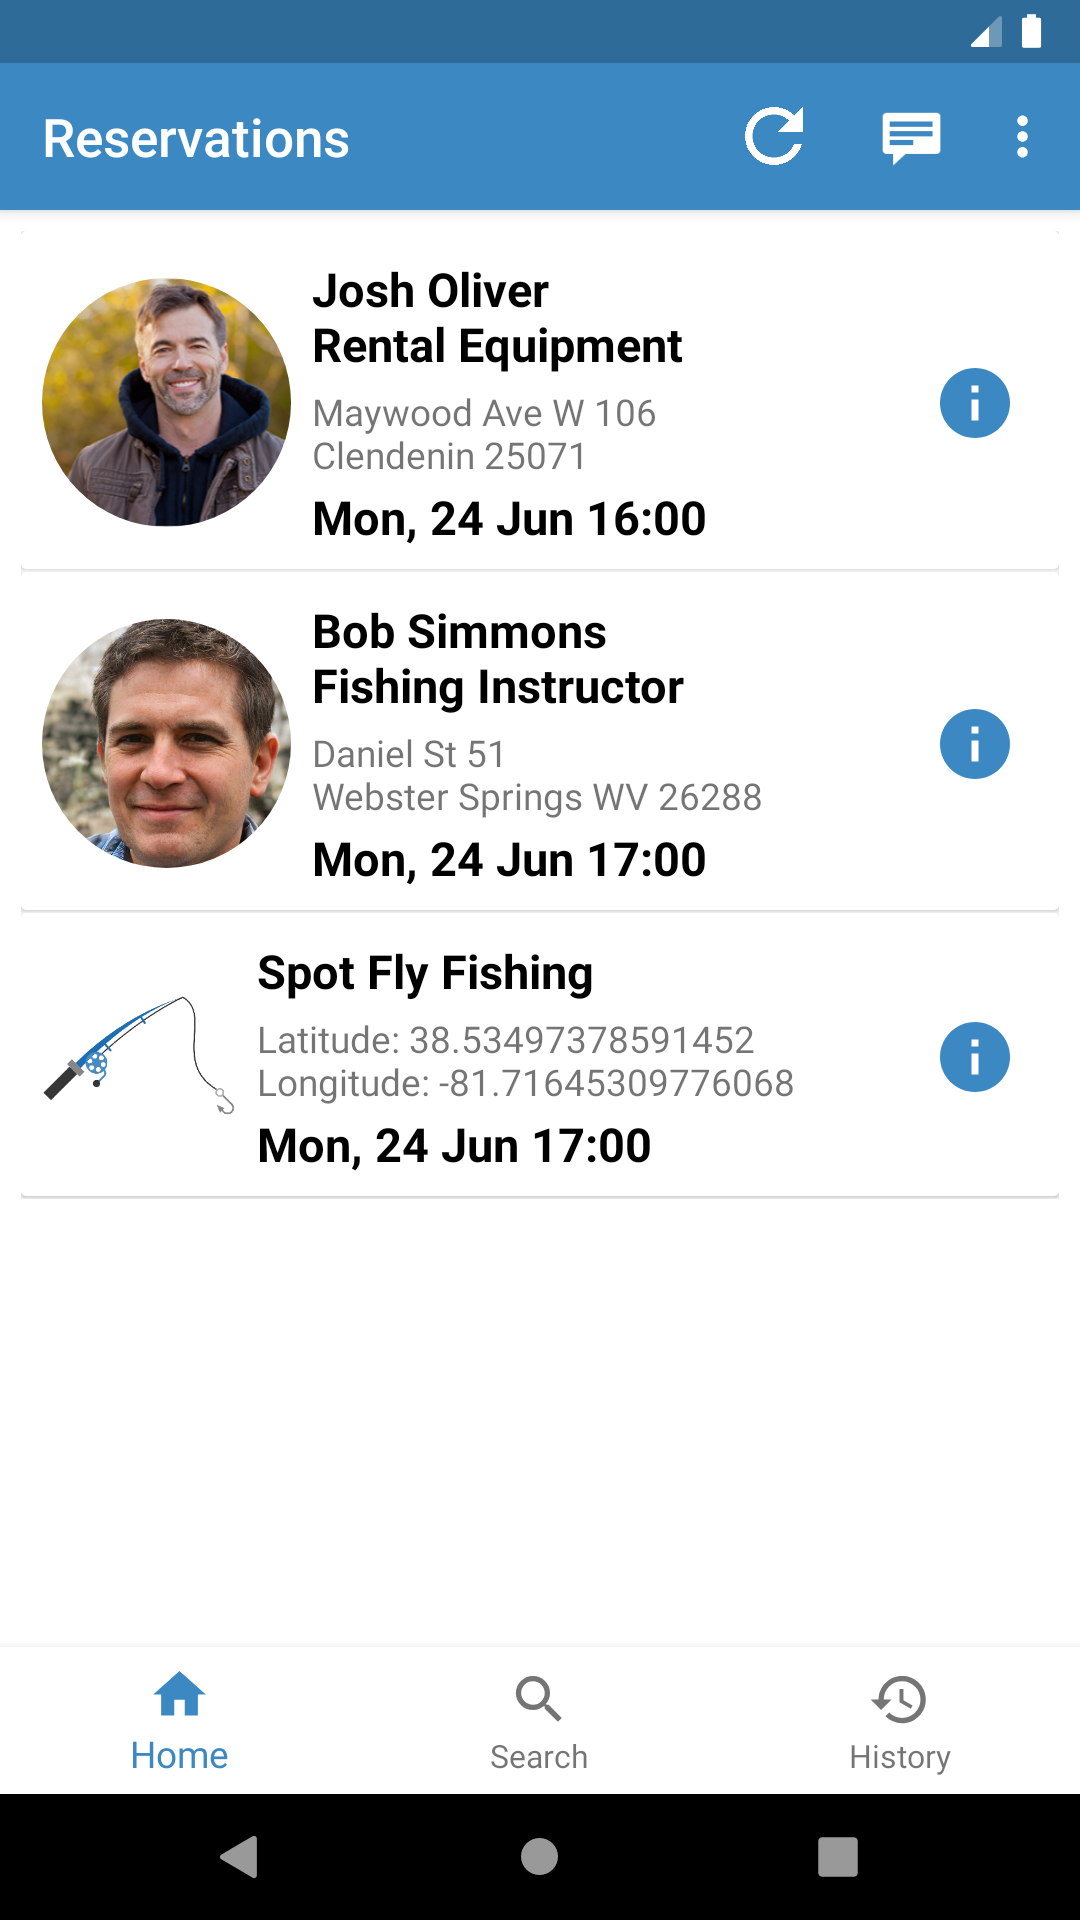 Reservations
Josh Oliver
Rental Equipment
Maywood Ave W 106
Clendenin 25071
Mon, 24 Jun 16:00
Bob Simmons
Fishing Instructor
Daniel St 51
Webster Springs WV 26288
Mon, 24 Jun 17:00
Spot Fly Fishing
Latitude: 38.53497378591452
Longitude: -81.71645309776068
Mon, 24 Jun 17:00
Home
Search
History